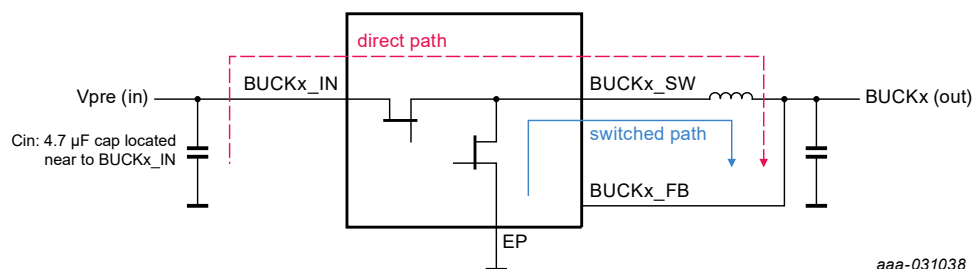 direct path
BUCKx_IN
BUCKx_SW
Vpre (in)
BUCKx (out)
Cin: 4.7 µF cap located
near to BUCKx_IN
switched path
BUCKx_FB
EP
aaa-031038